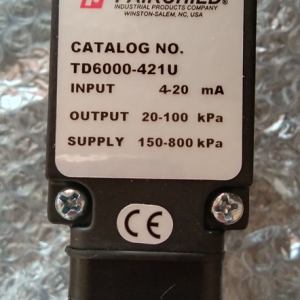 FAIRCHILD®
INDUSTRIAL PRODUCTS COMPANY
WINSTON-SALEM, NC, USA
CATALOG NO.
TD6000-421U
INPUT 4-20 mA
OUTPUT 20-100 kPa
SUPPLY 150-800 kPa
CE